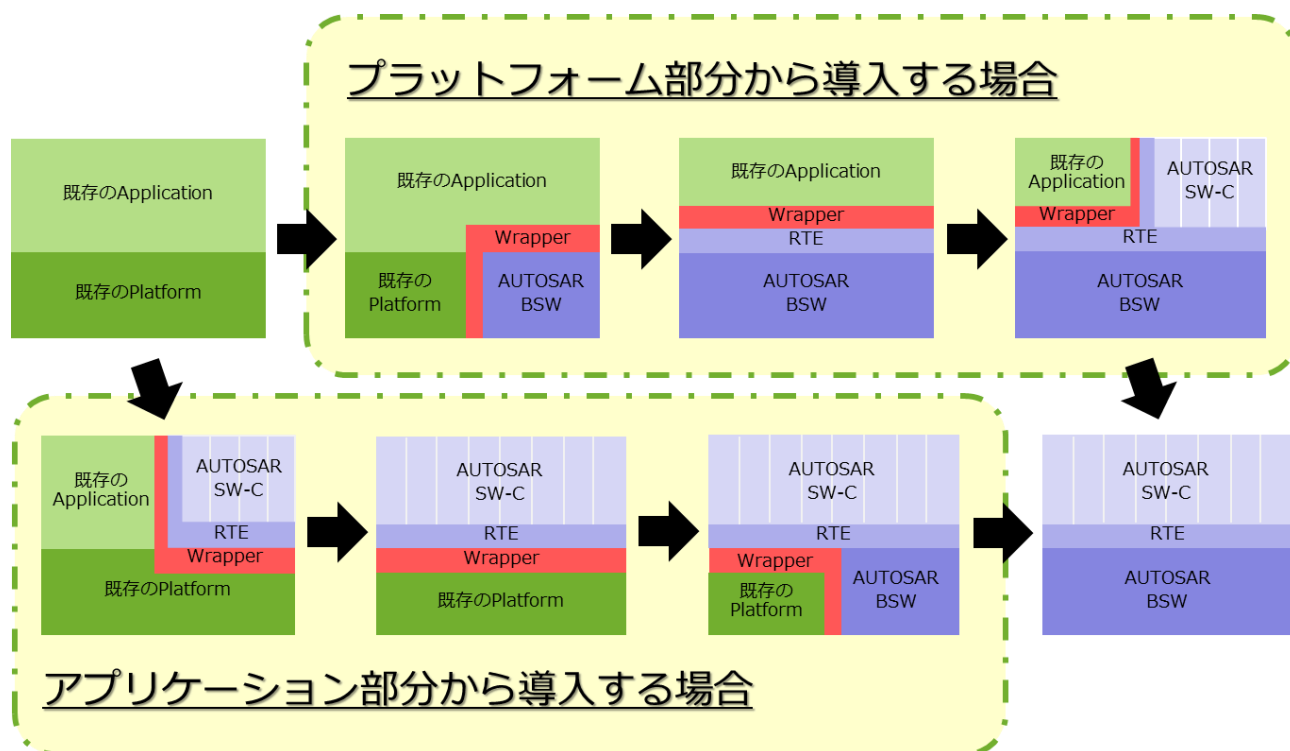 プラットフォーム部分から導入する場合
既存のApplication
既存のPlatform
既存のApplication
Wrapper
既存の
Platform
AUTOSAR
BSW
既存のApplication
Wrapper
RTE
AUTOSAR
BSW
既存の
Application
Wrapper
AUTOSAR
SW-C
RTE
AUTOSAR
BSW
既存の
Application
AUTOSAR
SW-C
RTE
Wrapper
既存のPlatform
AUTOSAR
SW-C
RTE
Wrapper
既存のPlatform
AUTOSAR
SW-C
RTE
Wrapper
既存の
Platform
AUTOSAR
BSW
AUTOSAR
SW-C
RTE
AUTOSAR
BSW
アプリケーション部分から導入する場合